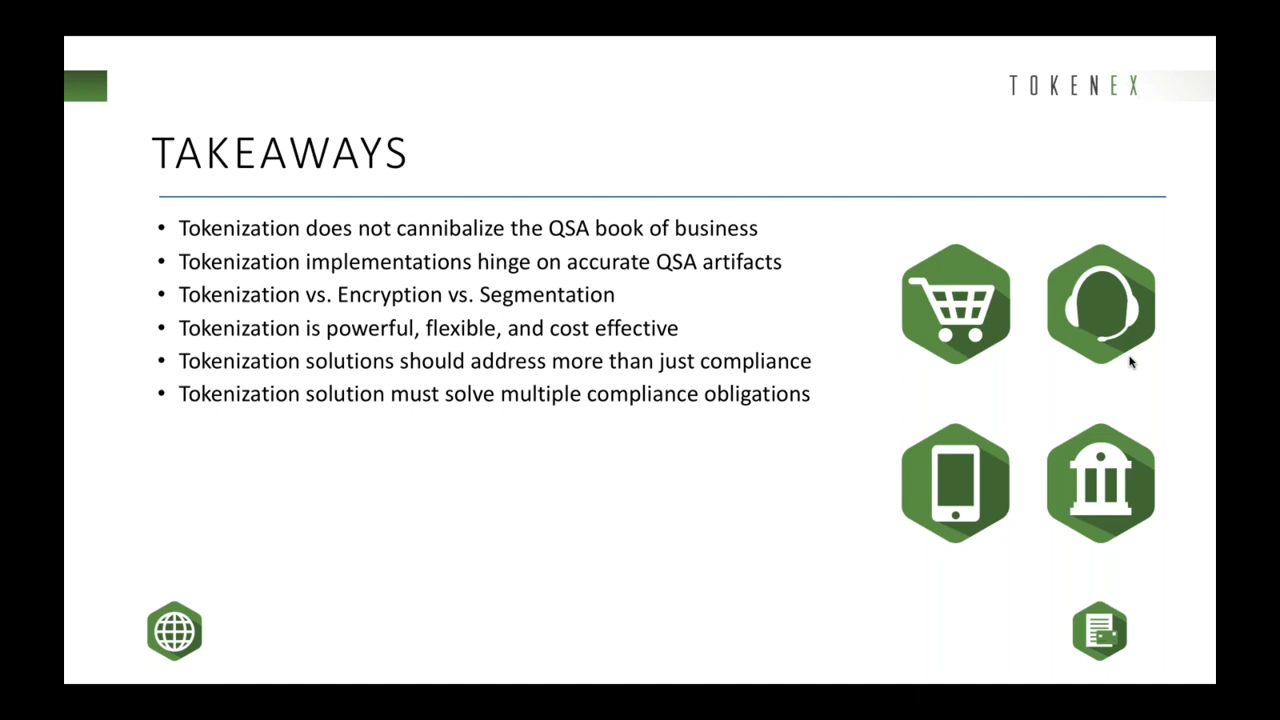 TOKENEX
TAKEAWAYS
• Tokenization does not cannibalize the QSA book of business
• Tokenization implementations hinge on accurate QSA artifacts
• Tokenization vs. Encryption vs. Segmentation
• Tokenization is powerful, flexible, and cost effective
• Tokenization solutions should address more than just compliance
• Tokenization solution must solve multiple compliance obligations